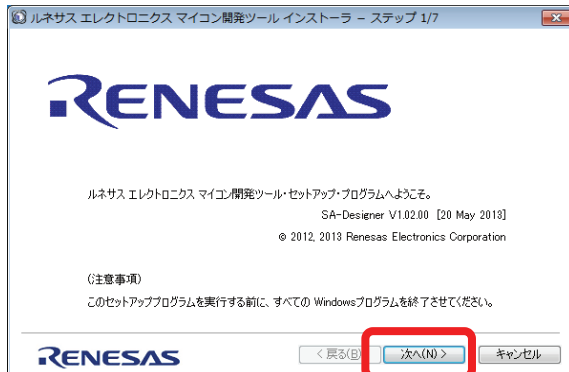 ルネサス エレクトロニクス マイコン開発ツール インストーラ － ステップ 1/7
RENESAS
ルネサス エレクトロニクス マイコン開発ツール・セットアップ・プログラムへようこそ。
SA-Designer V1.02.00 [20 May 2013]
© 2012, 2013 Renesas Electronics Corporation
(注意事項)
このセットアッププログラムを実行する前に、すべての Windowsプログラムを終了させてください。
RENESAS
< 戻る(B) 次へ(N) > キャンセル